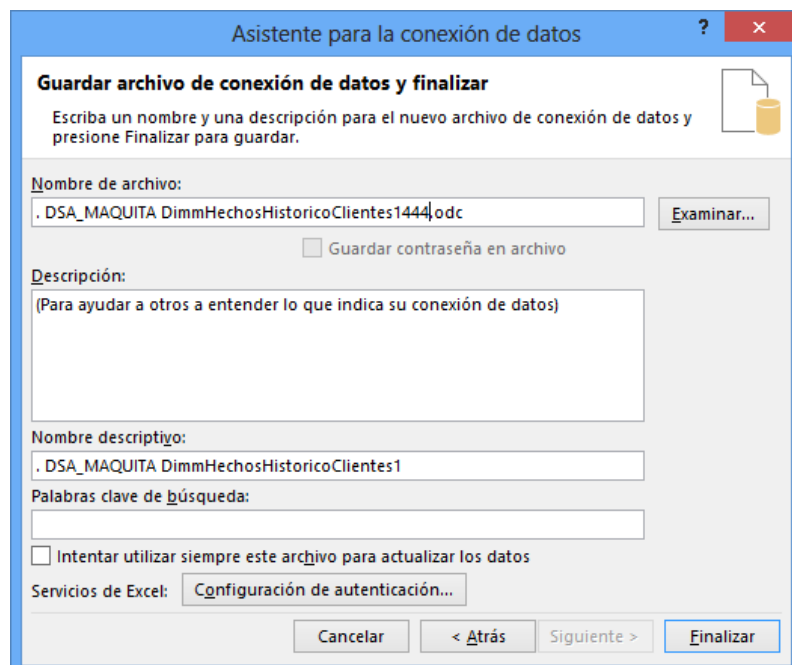 Asistente para la conexión de datos
?
×
Guardar archivo de conexión de datos y finalizar
Escriba un nombre y una descripción para el nuevo archivo de conexión de datos y
presione Finalizar para guardar.
Nombre de archivo:
. DSA_MAQUITA DimmHechosHistoricoClientes1444.odc
Examinar...
Guardar contraseña en archivo
Descripción:
(Para ayudar a otros a entender lo que indica su conexión de datos)
Nombre descriptivo:
. DSA_MAQUITA DimmHechosHistoricoClientes1
Palabras clave de búsqueda:
Intentar utilizar siempre este archivo para actualizar los datos
Servicios de Excel:
Configuración de autenticación...
Cancelar
< Atrás
Siguiente >
Finalizar